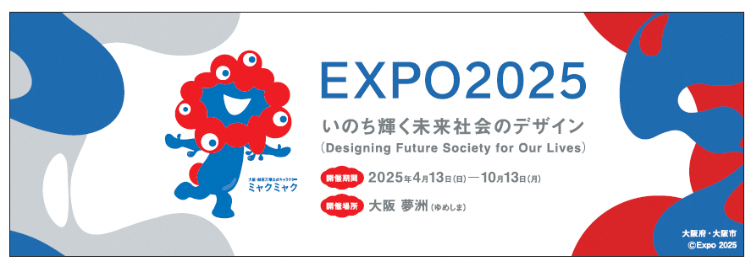 EXPO2025
いのち輝く未来社会のデザイン
(Designing Future Society for Our Lives)
開催期間 2025年4月13日(日)―10月13日(月)
開催場所 大阪 夢洲(ゆめしま)
ミャクミャク
大阪府・大阪市
©Expo 2025